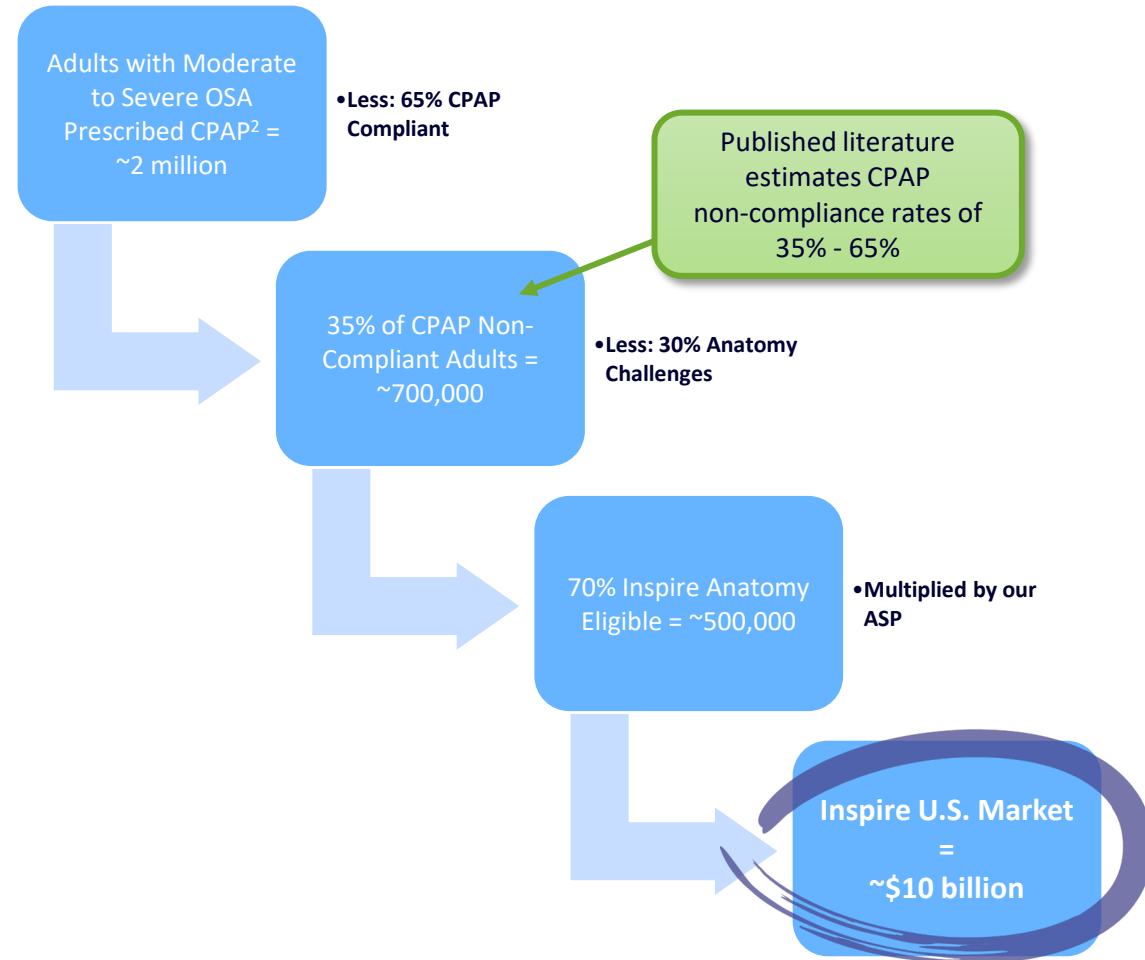 Adults with Moderate
to Severe OSA
Prescribed CPAP² =
~2 million
•Less: 65% CPAP
Compliant
Published literature
estimates CPAP
non-compliance rates of
35% - 65%
35% of CPAP Non-
Compliant Adults =
~700,000
•Less: 30% Anatomy
Challenges
70% Inspire Anatomy
Eligible = ~500,000
•Multiplied by our
ASP
Inspire U.S. Market
=
~$10 billion